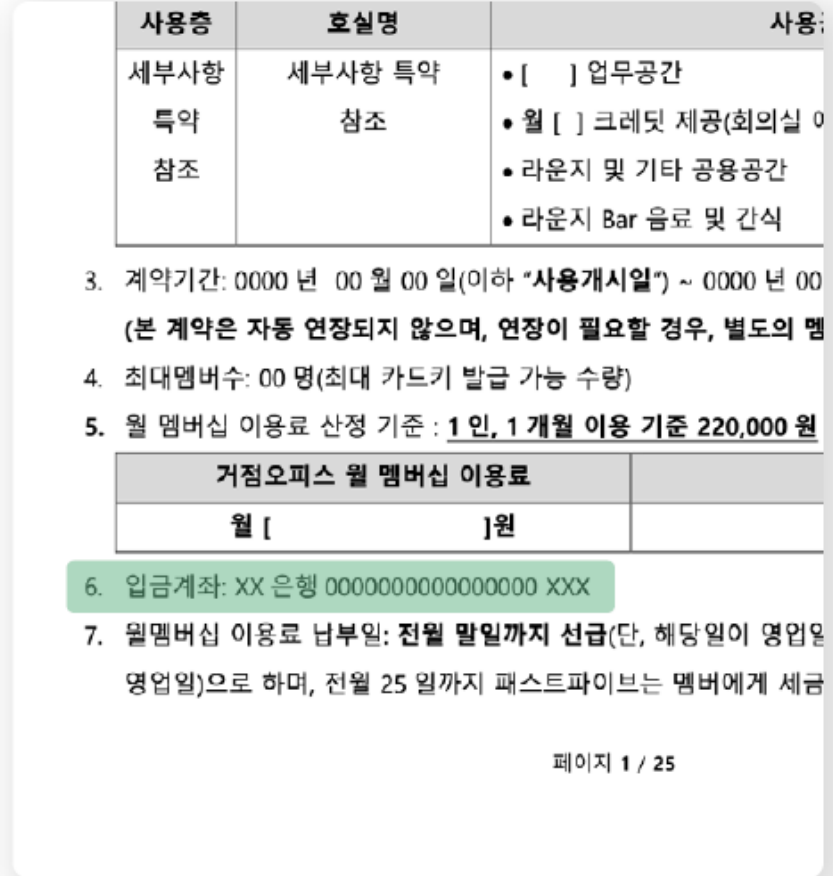 사용층 호실명 사용
세부사항 세부사항 특약 • [ ] 업무공간
특약 참조 • 월 [ ] 크레딧 제공(회의실
참조 • 라운지 및 기타 공용공간
• 라운지 Bar 음료 및 간식
3. 계약기간: 0000 년 00 월 00 일(이하 “사용개시일”) ~ 0000 년 00
(본 계약은 자동 연장되지 않으며, 연장이 필요할 경우, 별도의 멤
4. 최대멤버수: 00 명(최대 카드키 발급 가능 수량)
5. 월 멤버십 이용료 산정 기준 : 1 인, 1 개월 이용 기준 220,000 원
거점오피스 월 멤버십 이용료
월 [ ]원
6. 입금계좌: XX 은행 0000000000000000 XXX
7. 월멤버십 이용료 납부일: 전월 말일까지 선급(단, 해당일이 영업일
영업일)으로 하며, 전월 25 일까지 패스트파이브는 멤버에게 세금
페이지 1 / 25